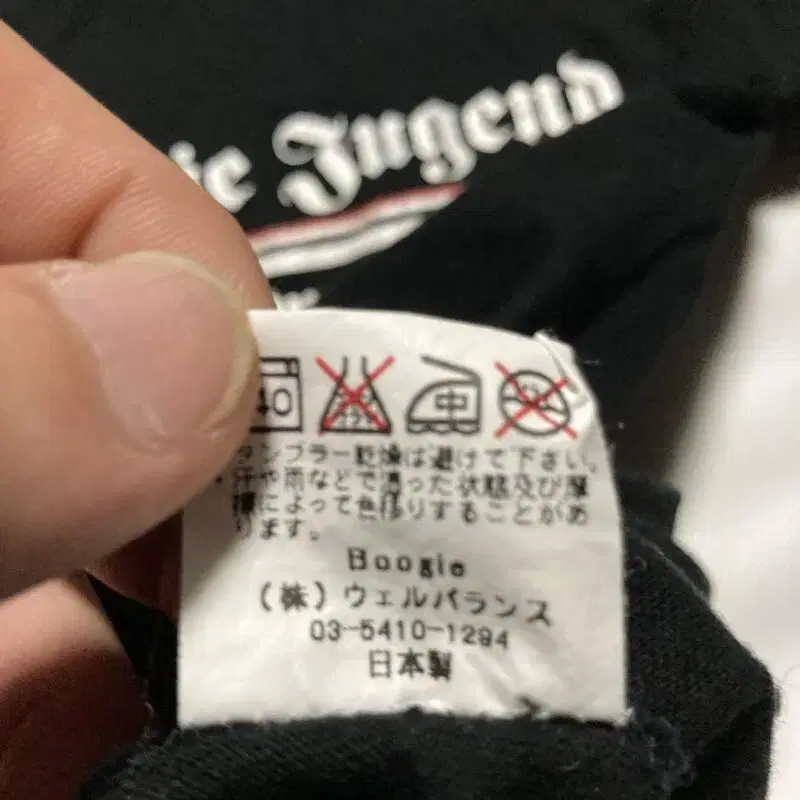 Jugend
40
中
タンブラー乾燥は避けて下さい。
・汗や雨などで湿った状態及び摩
擦によって色移りすることがあ
ります。
Boogie
(株)ウェルバランス
03-5410-1294
日本製